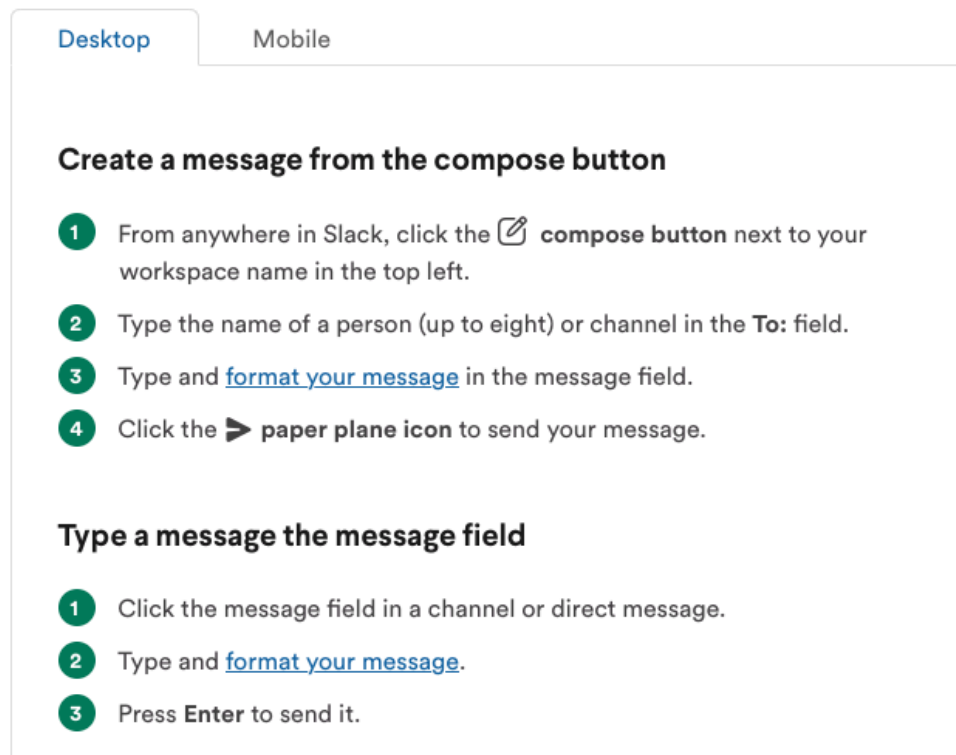 Desktop
Mobile
Create a message from the compose button
1 From anywhere in Slack, click the compose button next to your
workspace name in the top left.
2 Type the name of a person (up to eight) or channel in the To: field.
3 Type and format your message in the message field.
4 Click the paper plane icon to send your message.
Type a message the message field
1 Click the message field in a channel or direct message.
2 Type and format your message.
3 Press Enter to send it.